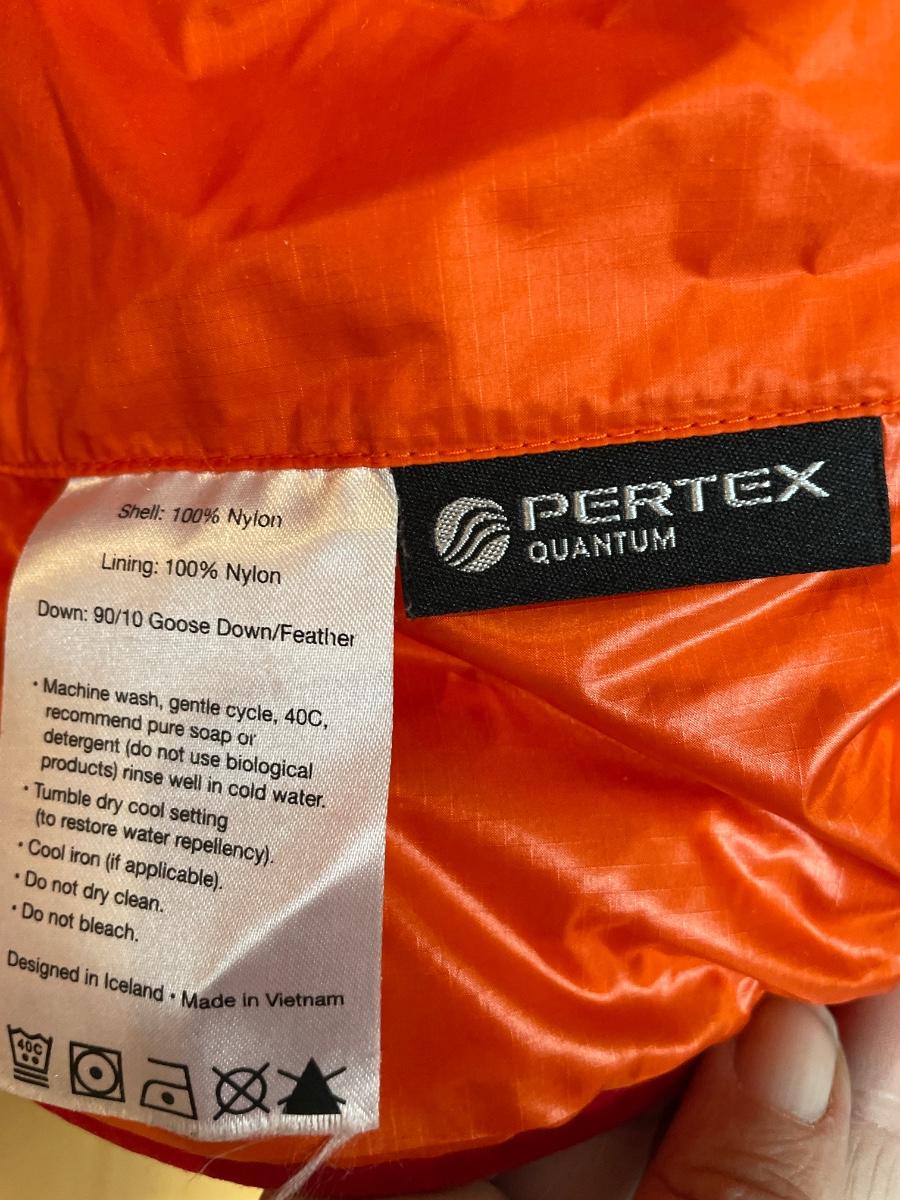 Shell: 100% Nylon
Lining: 100% Nylon
Down: 90/10 Goose Down/Feather
• Machine wash, gentle cycle, 40C,
recommend pure soap or
detergent (do not use biological
products) rinse well in cold water.
• Tumble dry cool setting
(to restore water repellency).
• Cool iron (if applicable).
• Do not dry clean.
• Do not bleach.
Designed in Iceland • Made in Vietnam
40C
PERTEX
QUANTUM